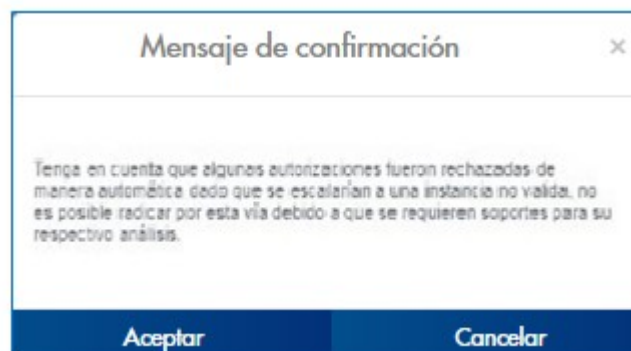 Mensaje de confirmación ×
Tenga en cuenta que algunas autorizaciones fueron rechazadas de
manera automática dado que se escalarían a una instancia no valida, no
es posible radicar por esta vía debido a que se requieren soportes para su
respectivo análisis.
Aceptar Cancelar